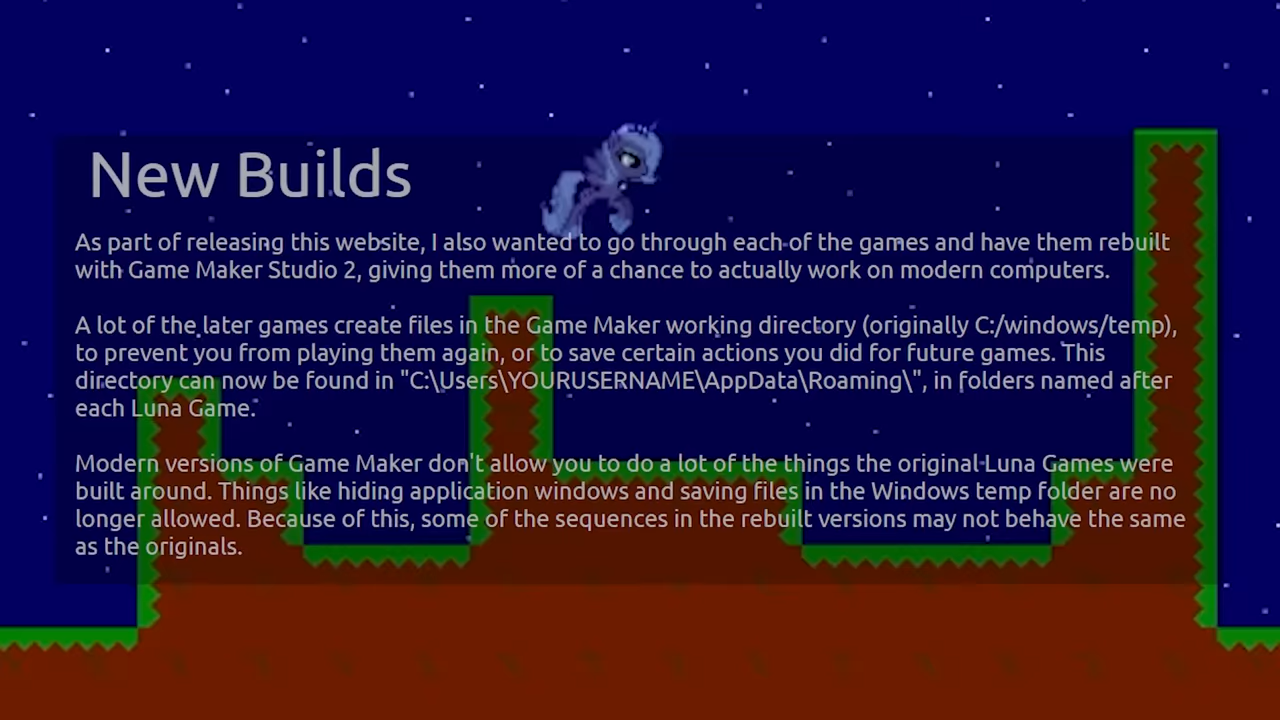 New Builds
As part of releasing this website, I also wanted to go through each of the games and have them rebuilt
with Game Maker Studio 2, giving them more of a chance to actually work on modern computers.
A lot of the later games create files in the Game Maker working directory (originally C:/windows/temp),
to prevent you from playing them again, or to save certain actions you did for future games. This
directory can now be found in "C:\Users\YOURUSERNAME\AppData\Roaming\", in folders named after
each Luna Game.
Modern versions of Game Maker don't allow you to do a lot of the things the original Luna Games were
built around. Things like hiding application windows and saving files in the Windows temp folder are no
longer allowed. Because of this, some of the sequences in the rebuilt versions may not behave the same
as the originals.